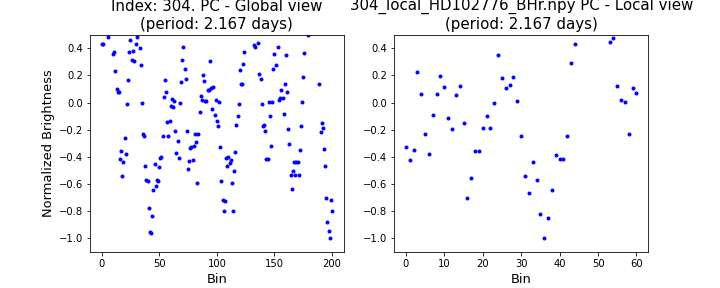 Index: 304. PC - Global view
(period: 2.167 days)
304_local_HD102776_BHr.npy PC - Local view
(period: 2.167 days)
Normalized Brightness
0.4
0.2
0.0
−0.2
−0.4
−0.6
−0.8
−1.0
0 50 100 150 200
Bin
0.4
0.2
0.0
−0.2
−0.4
−0.6
−0.8
−1.0
0 10 20 30 40 50 60
Bin